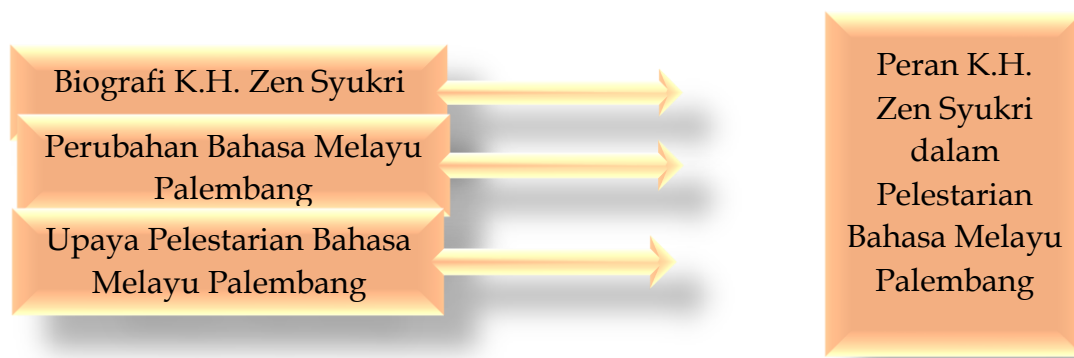 Biografi K.H. Zen Syukri
Perubahan Bahasa Melayu
Palembang
Upaya Pelestarian Bahasa
Melayu Palembang
Peran K.H.
Zen Syukri
dalam
Pelestarian
Bahasa Melayu
Palembang